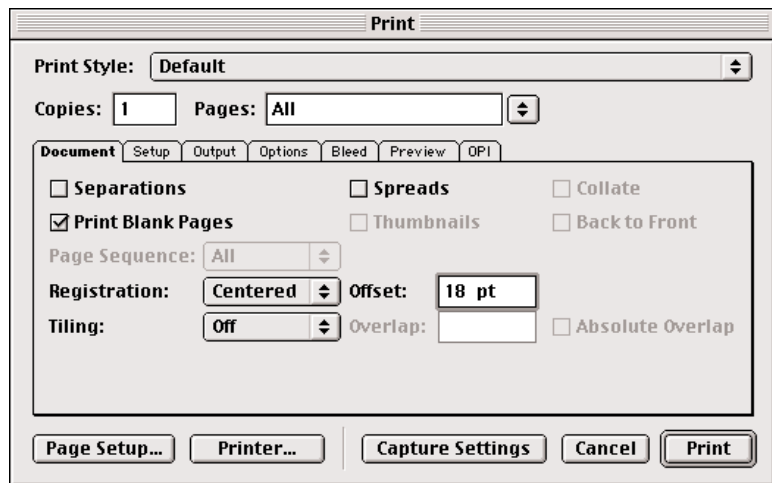 Print
Print Style: Default
Copies: 1 Pages: All
Document Setup Output Options Bleed Preview OPI
Separations Spreads Collate
Print Blank Pages Thumbnails Back to Front
Page Sequence: All
Registration: Centered Offset: 18 pt
Tiling: Off Overlap: Absolute Overlap
Page Setup... Printer... Capture Settings Cancel Print